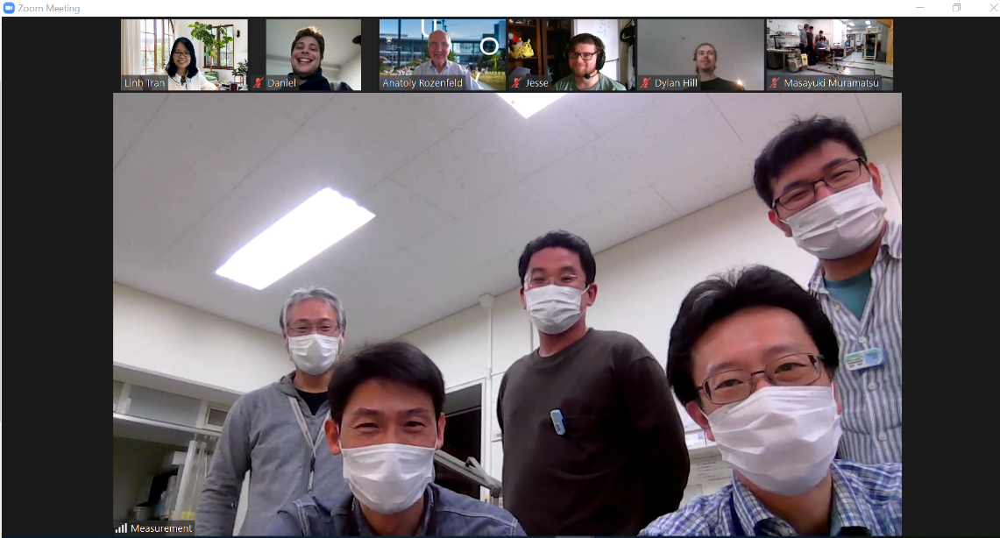 Zoom Meeting
Linh Tran
Daniel
Anatoly Rozenfeld
Jesse
Dylan Hill
Masayuki Muramatsu
Measurement